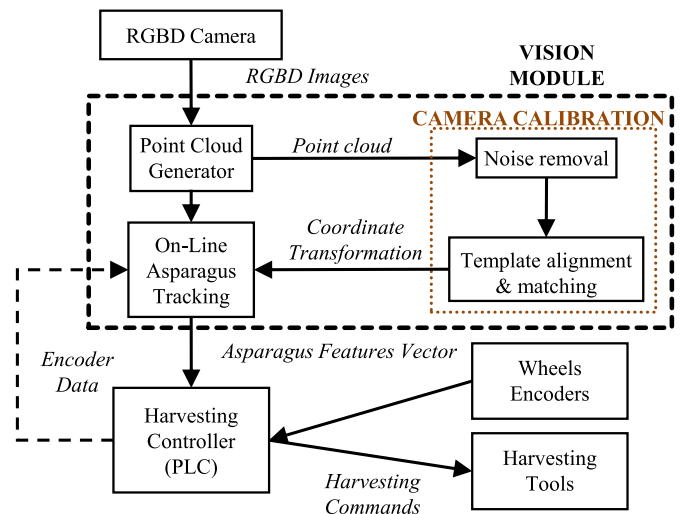 RGBD Camera
RGBD Images
VISION
MODULE
CAMERA CALIBRATION
Point Cloud
Generator
Point cloud
Noise removal
On-Line
Asparagus
Tracking
Coordinate
Transformation
Template alignment
& matching
Encoder
Data
Asparagus Features Vector
Wheels
Encoders
Harvesting
Controller
(PLC)
Harvesting
Tools
Harvesting
Commands